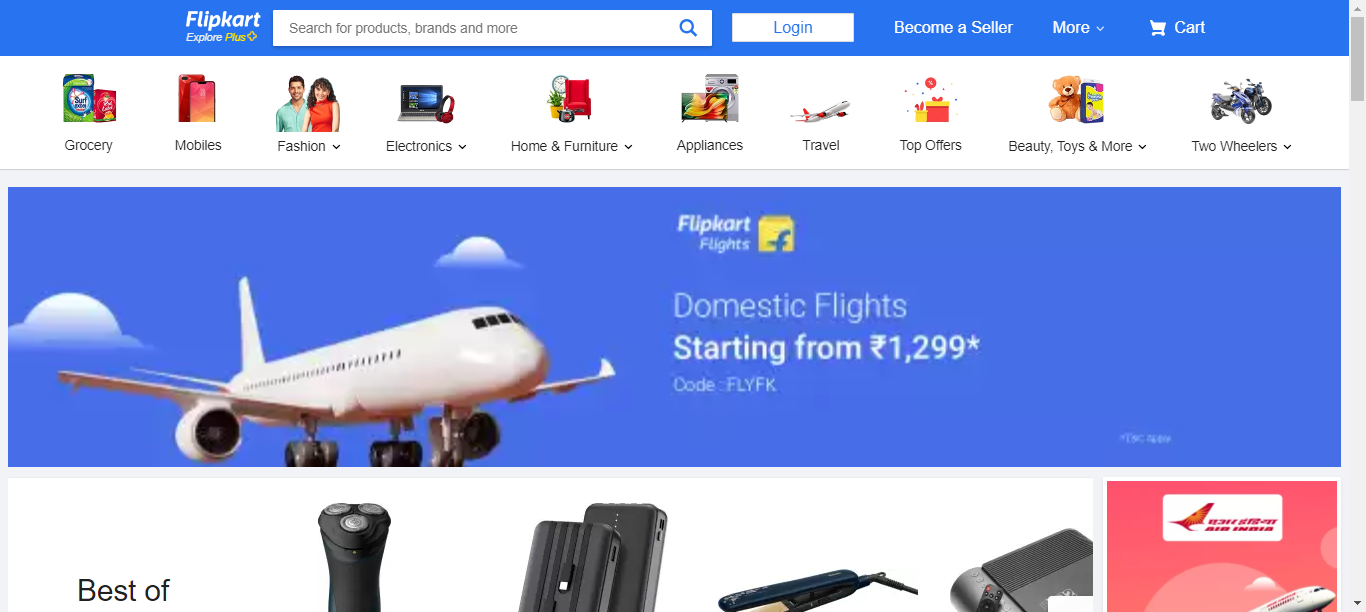 Flipkart
Explore Plus
Search for products, brands and more
Login
Become a Seller
More
Cart
Grocery
Mobiles
Fashion
Electronics
Home & Furniture
Appliances
Travel
Top Offers
Beauty, Toys & More
Two Wheelers
Flipkart
Flights
Domestic Flights
Starting from ₹1,299*
Code : FLYFK
*T&C Apply
एअर इंडिया
AIR INDIA
Best of